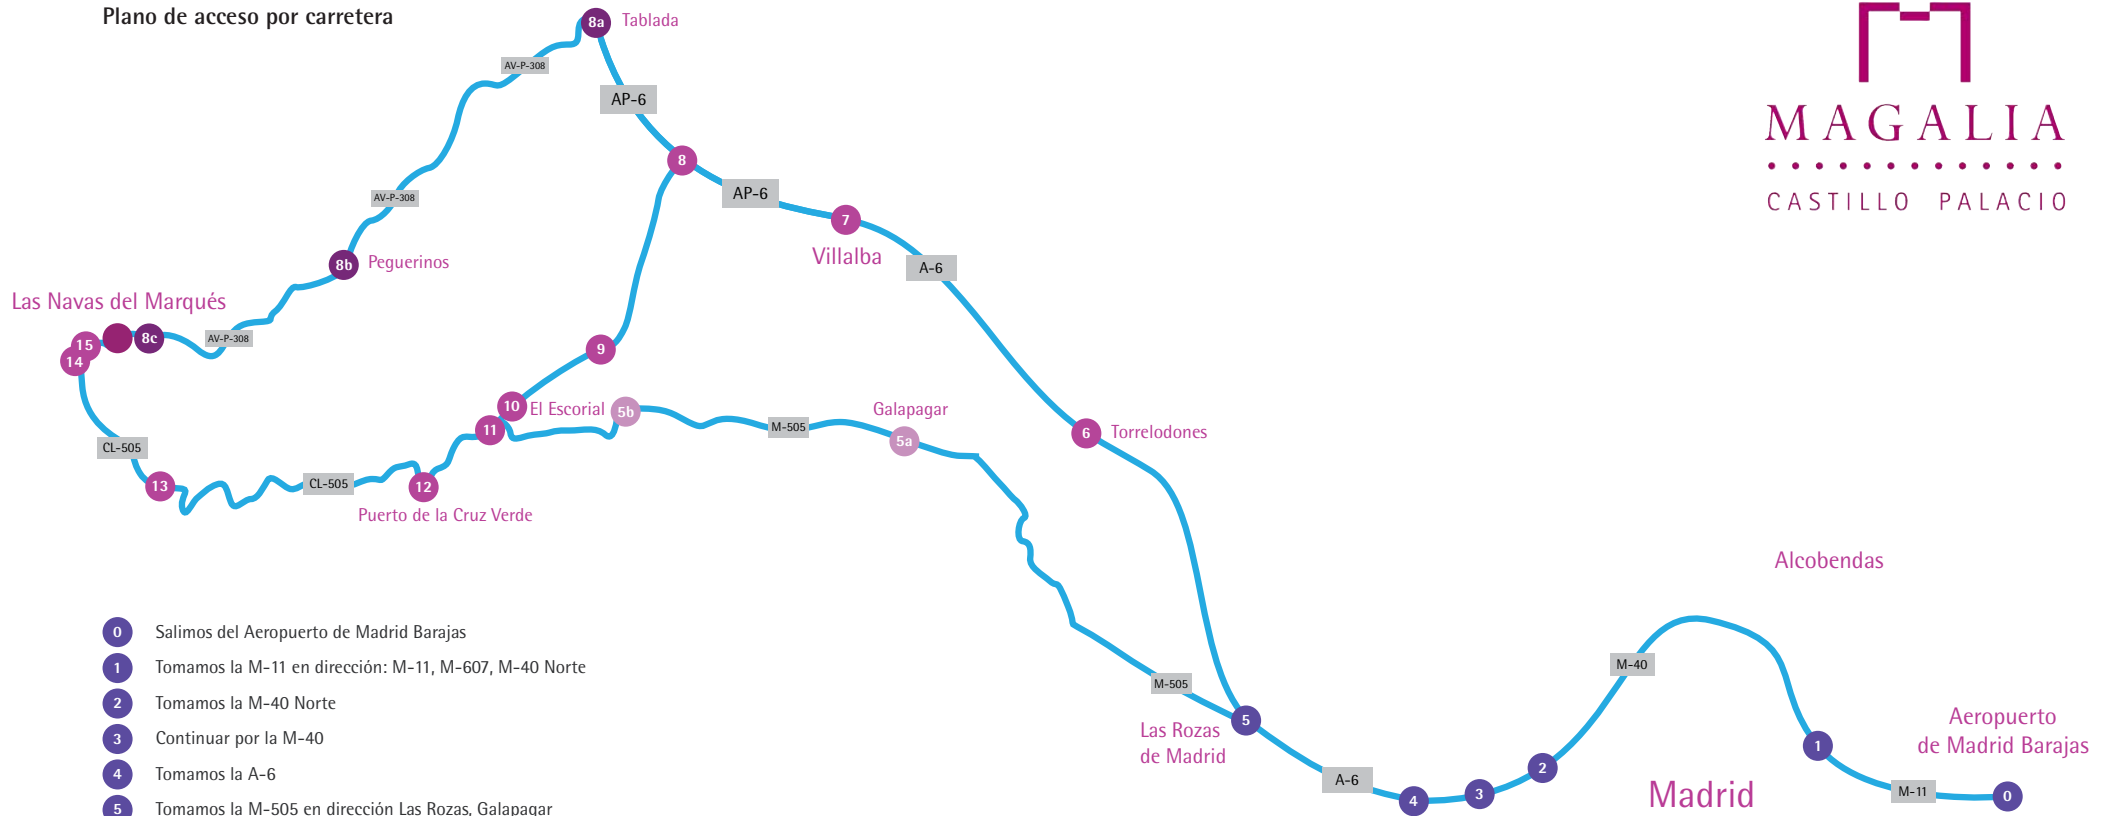 Plano de acceso por carretera
8a Tablada
AV-P-308
AP-6
MAGALIA
CASTILLO PALACIO
8
AP-6
AV-P-308
7
Villalba
8b Peguerinos
A-6
Las Navas del Marqués
15
8c
AV-P-308
14
9
10 El Escorial
5b
Galapagar
M-505
5a
11
6 Torrelodones
CL-505
13
CL-505
12
Puerto de la Cruz Verde
Alcobendas
M-40
M-505
5
Las Rozas
de Madrid
Aeropuerto
de Madrid Barajas
1
2
A-6
4
3
Madrid
M-11
0
0 Salimos del Aeropuerto de Madrid Barajas
1 Tomamos la M-11 en dirección: M-11, M-607, M-40 Norte
2 Tomamos la M-40 Norte
3 Continuar por la M-40
4 Tomamos la A-6
5 Tomamos la M-505 en dirección Las Rozas, Galapagar